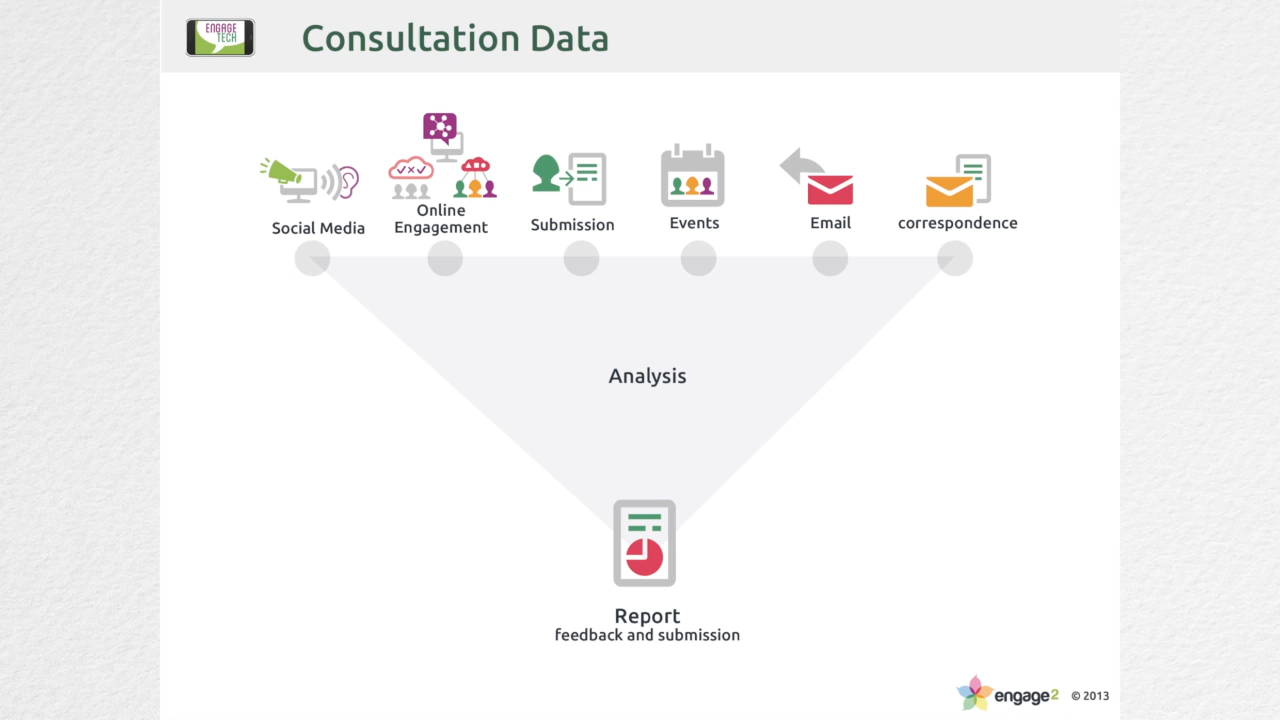 ENGAGE
TECH
Consultation Data
Social Media
Online
Engagement
Submission
Events
Email
correspondence
Analysis
Report
feedback and submission
engage2 © 2013